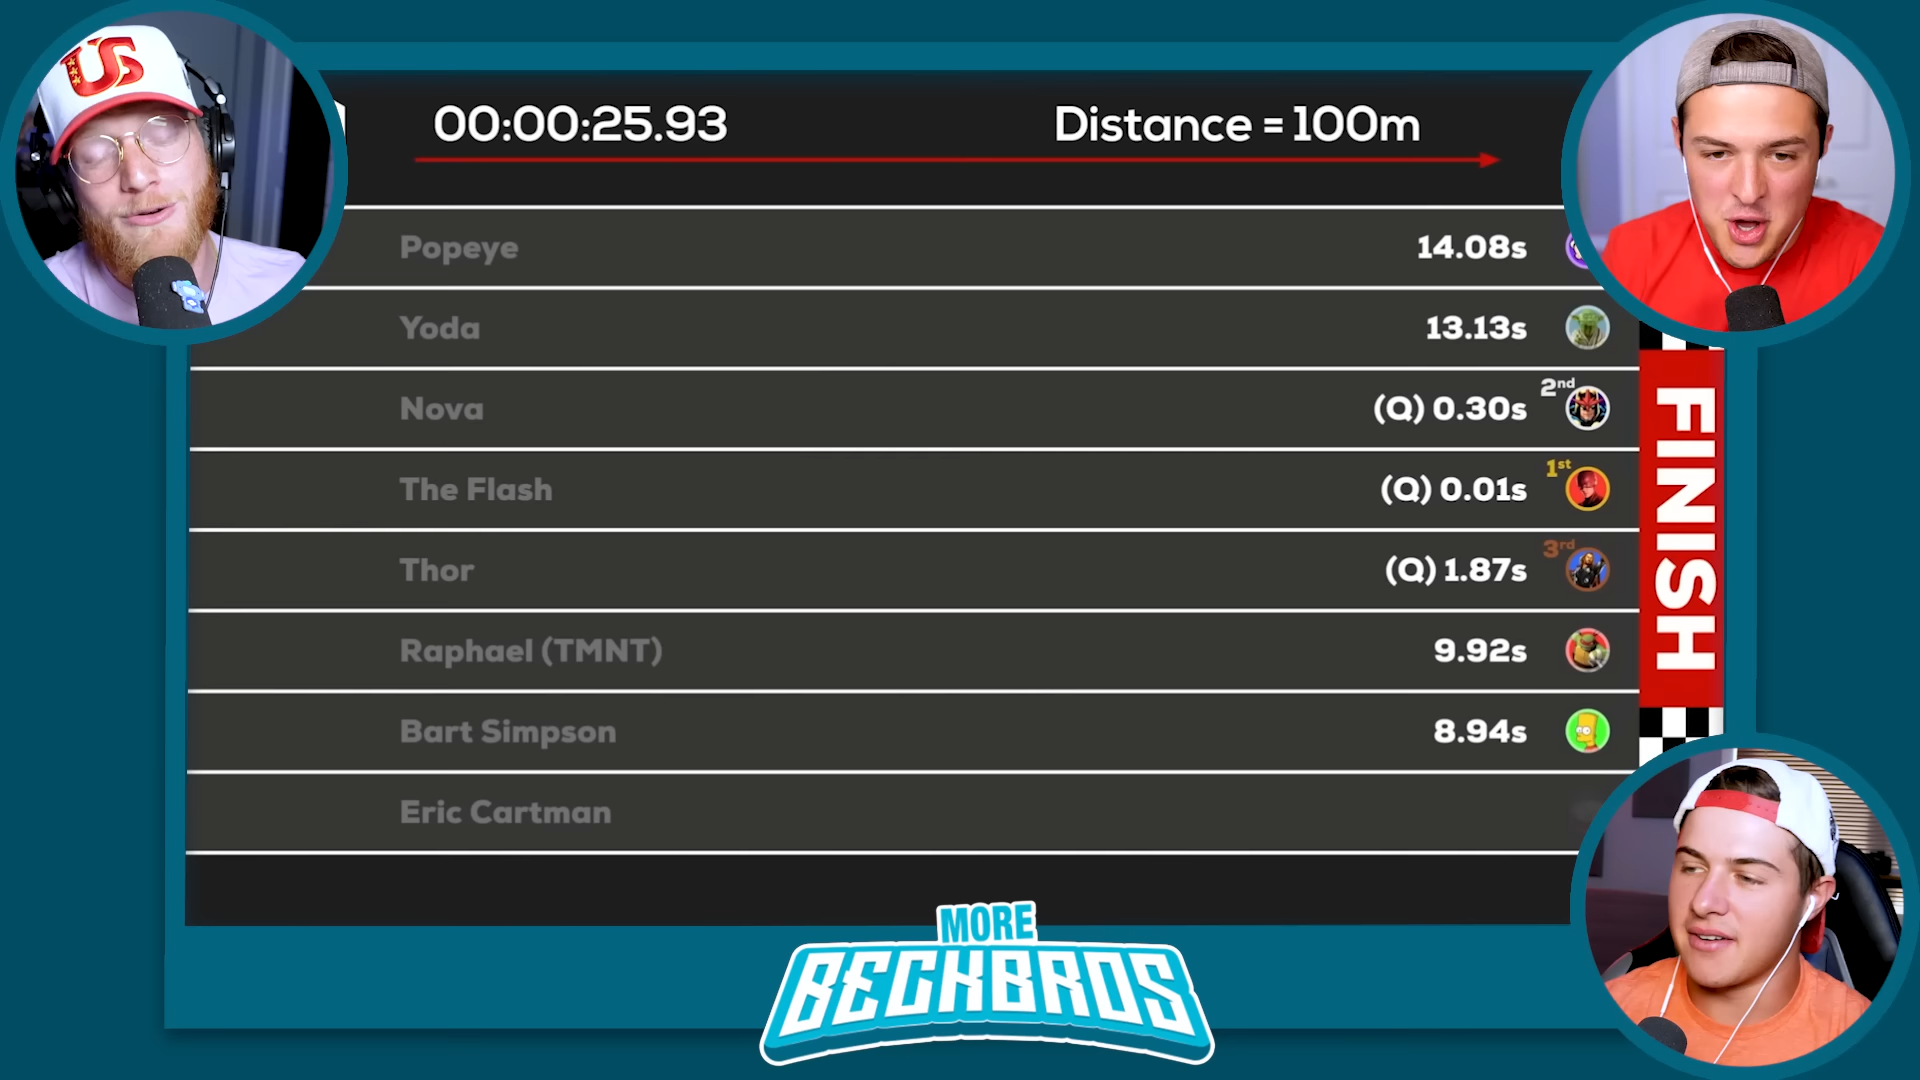 US
00:00:25.93
Distance = 100m
Popeye 14.08s
Yoda 13.13s
Nova (Q) 0.30s 2nd
The Flash (Q) 0.01s 1st
Thor (Q) 1.87s 3rd
Raphael (TMNT) 9.92s
Bart Simpson 8.94s
Eric Cartman
FINISH
MORE
BECKBROS